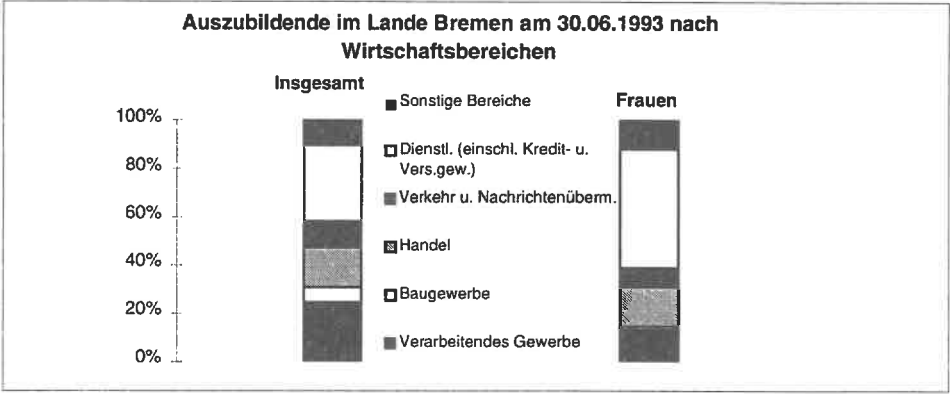 Auszubildende im Lande Bremen am 30.06.1993 nach
Wirtschaftsbereichen
Insgesamt
Frauen
100%
80%
60%
40%
20%
0%
Sonstige Bereiche
Dienstl. (einschl. Kredit- u.
Vers.gew.)
Verkehr u. Nachrichtenüberm.
Handel
Baugewerbe
Verarbeitendes Gewerbe